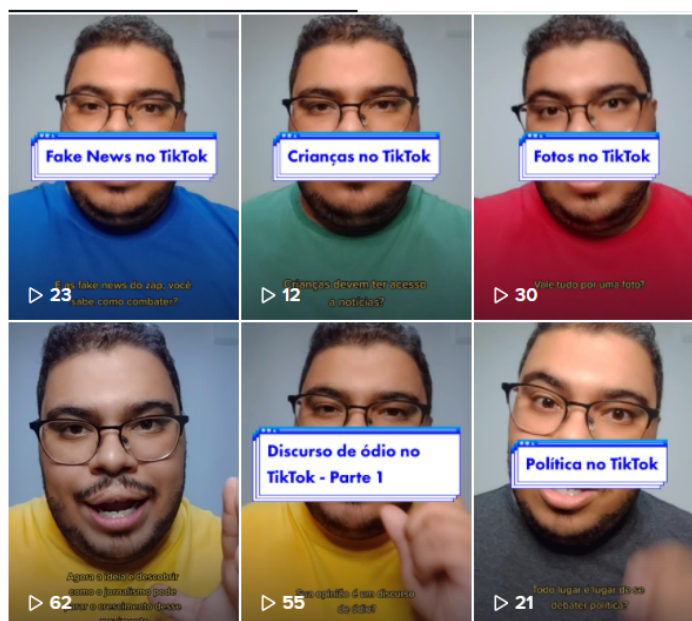 Fake News no TikTok
E as fake news do zap, você
sabe como combater?
23
Crianças no TikTok
Crianças devem ter acesso
a notícias?
12
Fotos no TikTok
Vale tudo por uma foto?
30
Agora a ideia é descobrir
como o jornalismo pode
parar o crescimento desse
62
Discurso de ódio no
TikTok - Parte 1
Sua opinião é um discurso
de ódio?
55
Política no TikTok
Todo lugar é lugar de se
debater política?
21